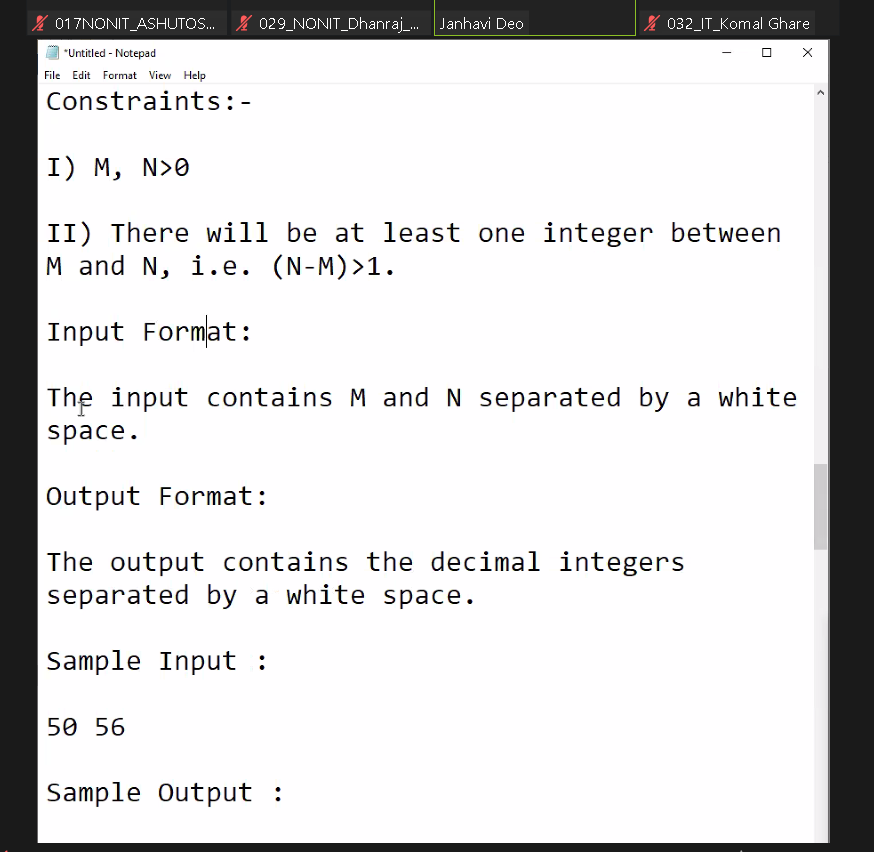 017NONIT_ASHUTOS... 029_NONIT_Dhanraj_... Janhavi Deo 032_IT_Komal Ghare
*Untitled - Notepad
File Edit Format View Help
Constraints:-
I) M, N>0
II) There will be at least one integer between
M and N, i.e. (N-M)>1.
Input Format:
The input contains M and N separated by a white
space.
Output Format:
The output contains the decimal integers
separated by a white space.
Sample Input :
50 56
Sample Output :